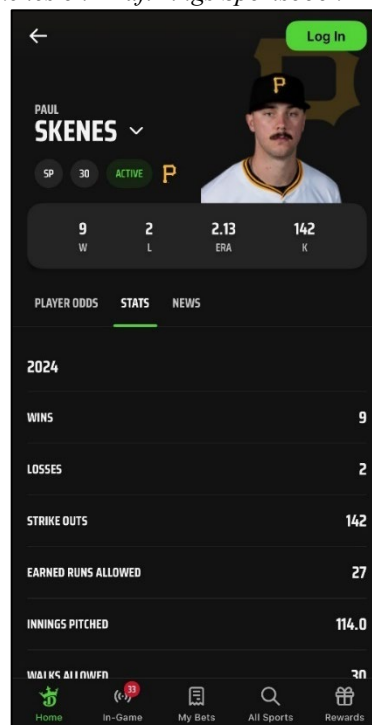 Log In
PAUL
SKENES
SP 30 ACTIVE P
9 2 2.13 142
W L ERA K
PLAYER ODDS STATS NEWS
2024
WINS 9
LOSSES 2
STRIKE OUTS 142
EARNED RUNS ALLOWED 27
INNINGS PITCHED 114.0
WALKS ALLOWED 30
33
Home In-Game My Bets All Sports Rewards